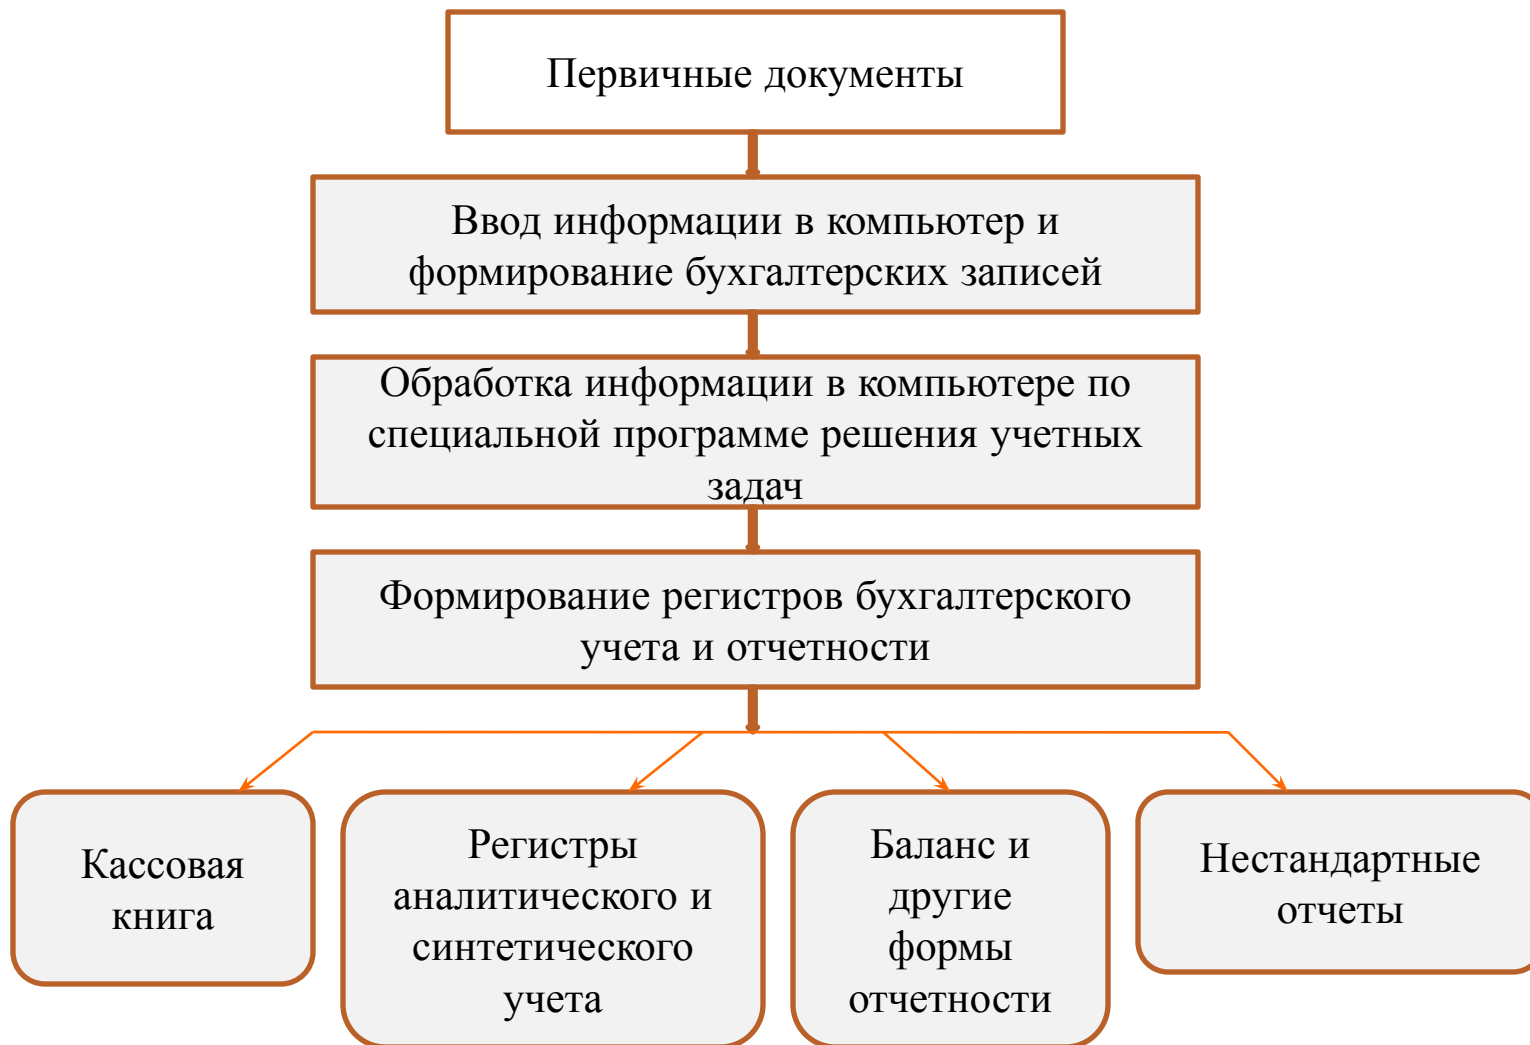 Первичные документы
Ввод информации в компьютер и
формирование бухгалтерских записей
Обработка информации в компьютере по
специальной программе решения учетных
задач
Формирование регистров бухгалтерского
учета и отчетности
Кассовая
книга
Регистры
аналитического и
синтетического
учета
Баланс и
другие
формы
отчетности
Нестандартные
отчеты